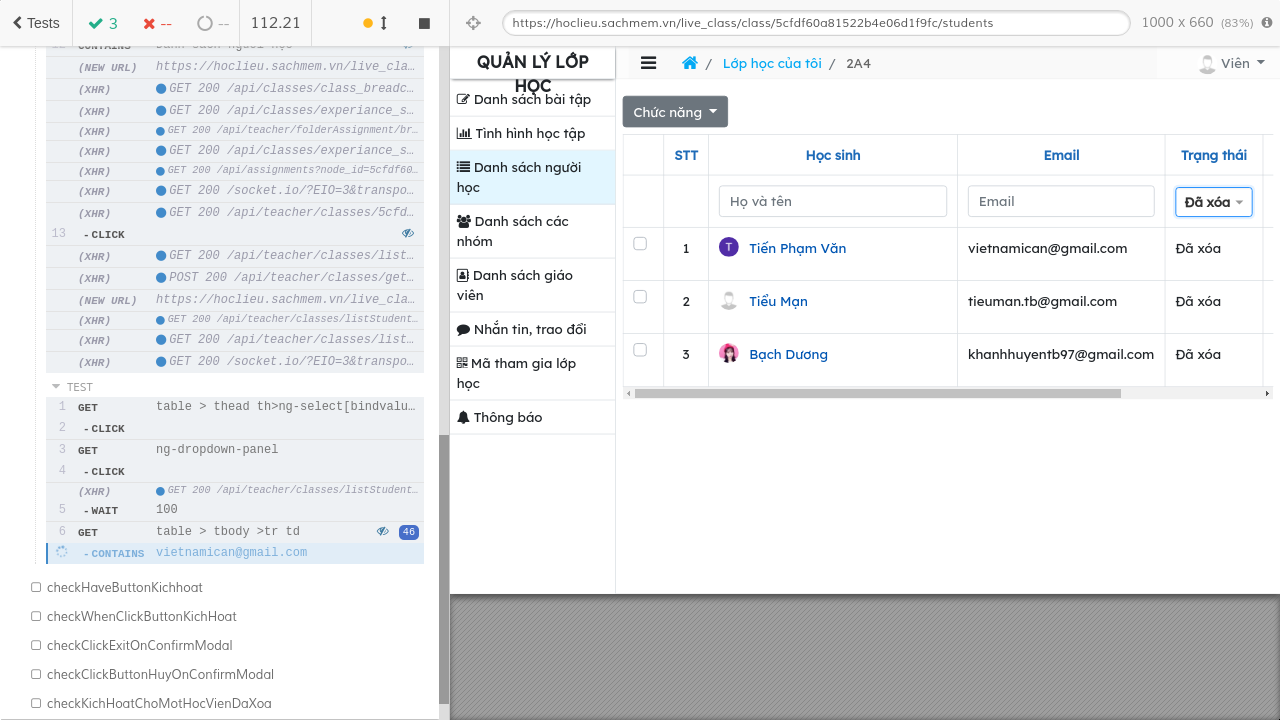 Tests
3
--
--
112.21
https://hoclieu.sachmem.vn/live_class/class/5cfdf60a81522b4e06d1f9fc/students
1000 x 660 (83%)
(NEW URL) https://hoclieu.sachmem.vn/live_cla…
(XHR) GET 200 /api/classes/class_breadc…
(XHR) GET 200 /api/classes/experiance_s…
(XHR) GET 200 /api/teacher/folderAssignment/br…
(XHR) GET 200 /api/classes/experiance_s…
(XHR) GET 200 /api/assignments?node_id=5cfdf60…
(XHR) GET 200 /socket.io/?EIO=3&transpo…
(XHR) GET 200 /api/teacher/classes/5cfd…
13 -CLICK
(XHR) GET 200 /api/teacher/classes/list…
(XHR) POST 200 /api/teacher/classes/get…
(NEW URL) https://hoclieu.sachmem.vn/live_cla…
(XHR) GET 200 /api/teacher/classes/listStudent…
(XHR) GET 200 /api/teacher/classes/list…
(XHR) GET 200 /socket.io/?EIO=3&transpo…
TEST
1 GET table > thead th>ng-select[bindvalu…
2 -CLICK
3 GET ng-dropdown-panel
4 -CLICK
(XHR) GET 200 /api/teacher/classes/listStudent…
5 -WAIT 100
6 GET table > tbody >tr td 46
-CONTAINS vietnamican@gmail.com
checkHaveButtonKichhoat
checkWhenClickButtonKichHoat
checkClickExitOnConfirmModal
checkClickButtonHuyOnConfirmModal
checkKichHoatChoMotHocVienDaXoa
QUẢN LÝ LỚP
HỌC
Danh sách bài tập
Tình hình học tập
Danh sách người
học
Danh sách các
nhóm
Danh sách giáo
viên
Nhắn tin, trao đổi
Mã tham gia lớp
học
Thông báo
/ Lớp học của tôi / 2A4
Viên
Chức năng
STT Học sinh Email Trạng thái
Họ và tên Email Đã xóa
1 T Tiến Phạm Văn vietnamican@gmail.com Đã xóa
2 Tiểu Mạn tieuman.tb@gmail.com Đã xóa
3 Bạch Dương khanhhuyentb97@gmail.com Đã xóa